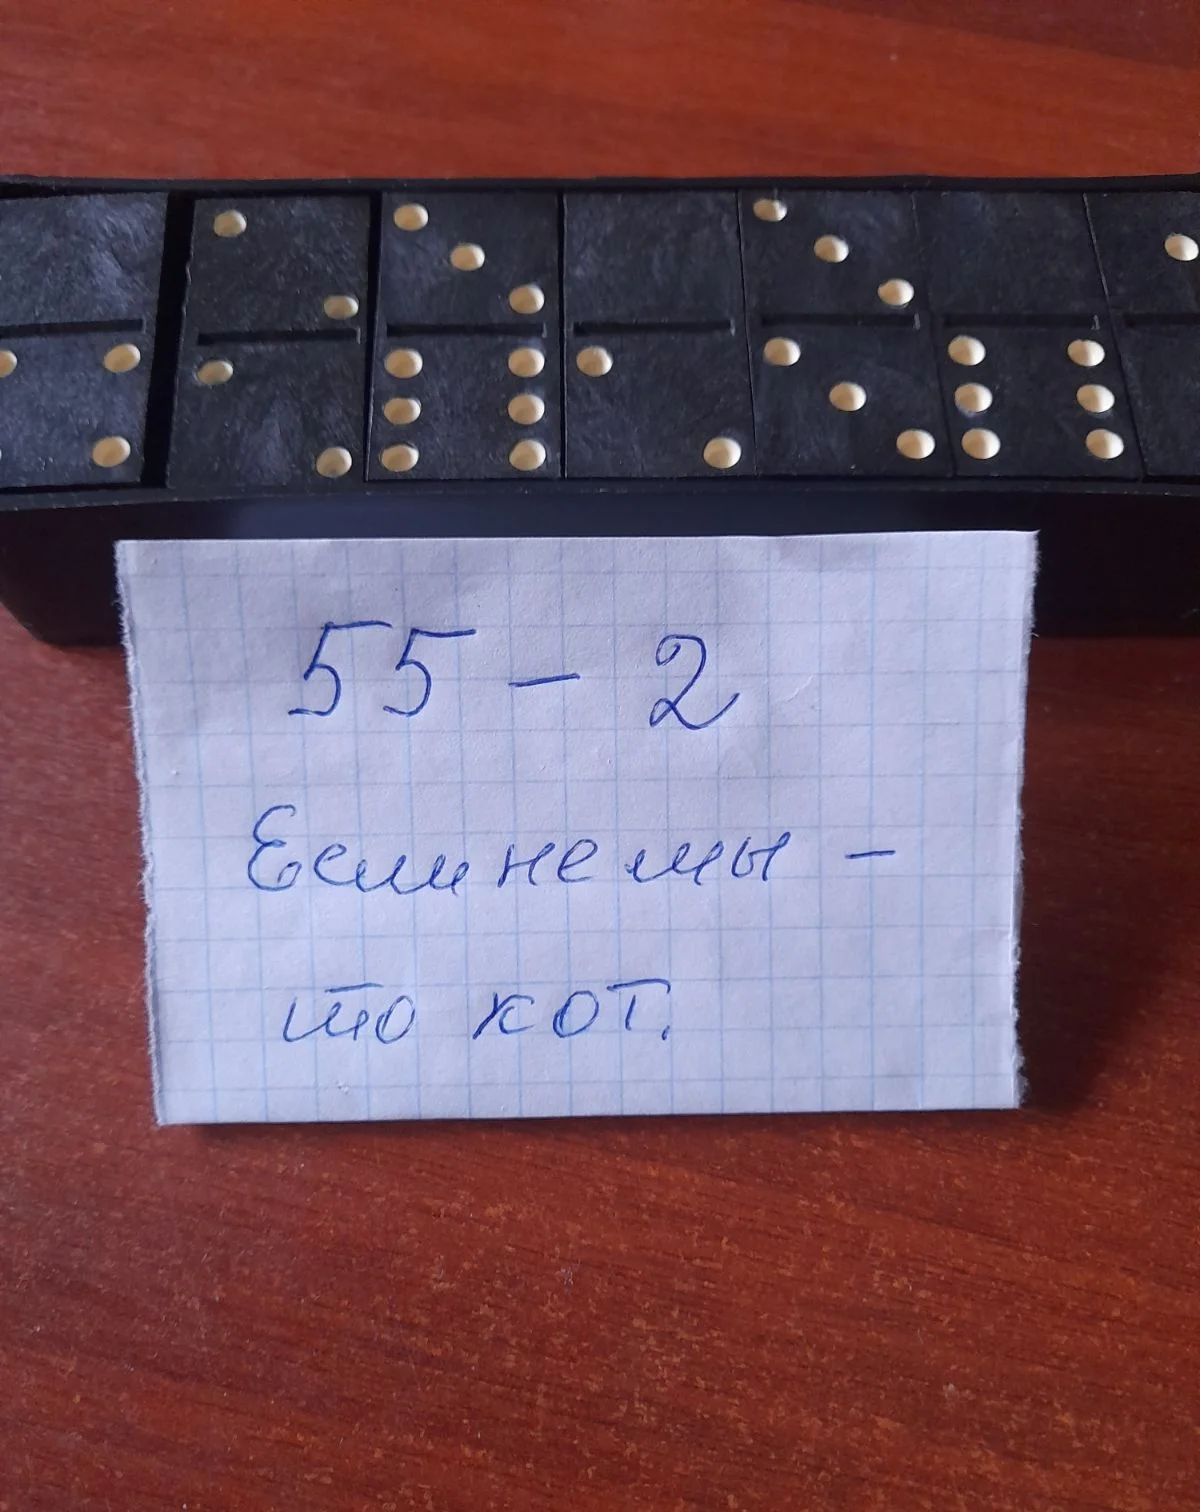 55 - 2
Если не мы -
то кот.